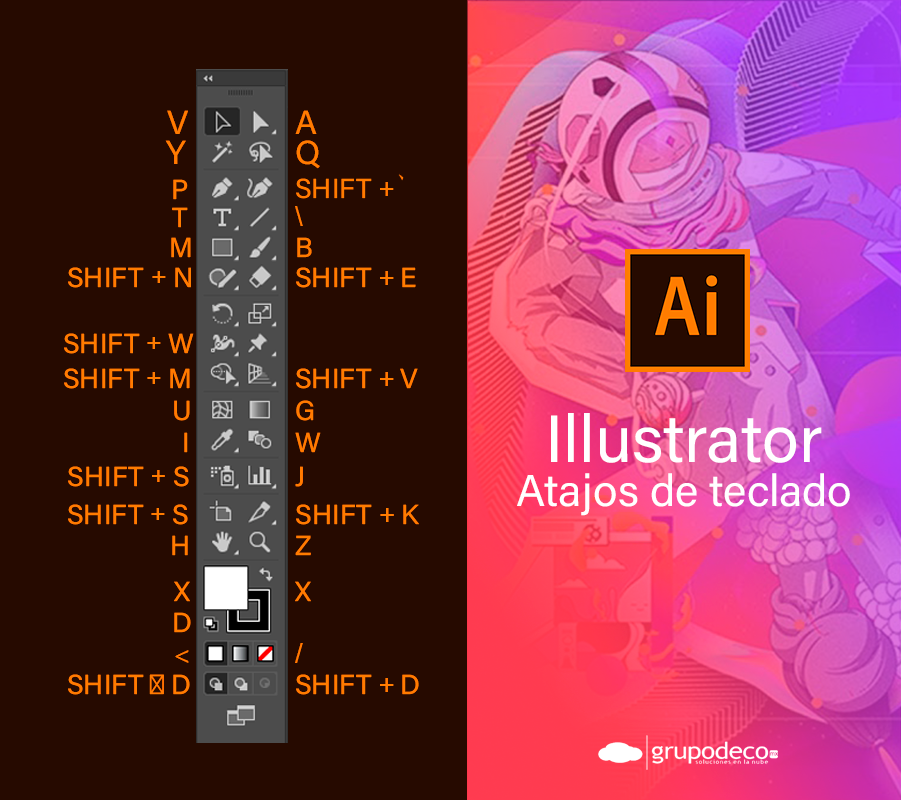 V A
Y Q
P SHIFT + `
T \
M B
SHIFT + N SHIFT + E
SHIFT + W
SHIFT + M SHIFT + V
U G
I W
SHIFT + S J
SHIFT + S SHIFT + K
H Z
X X
D
< /
SHIFT D SHIFT + D
Ai
Illustrator
Atajos de teclado
grupodeco
soluciones en la nube